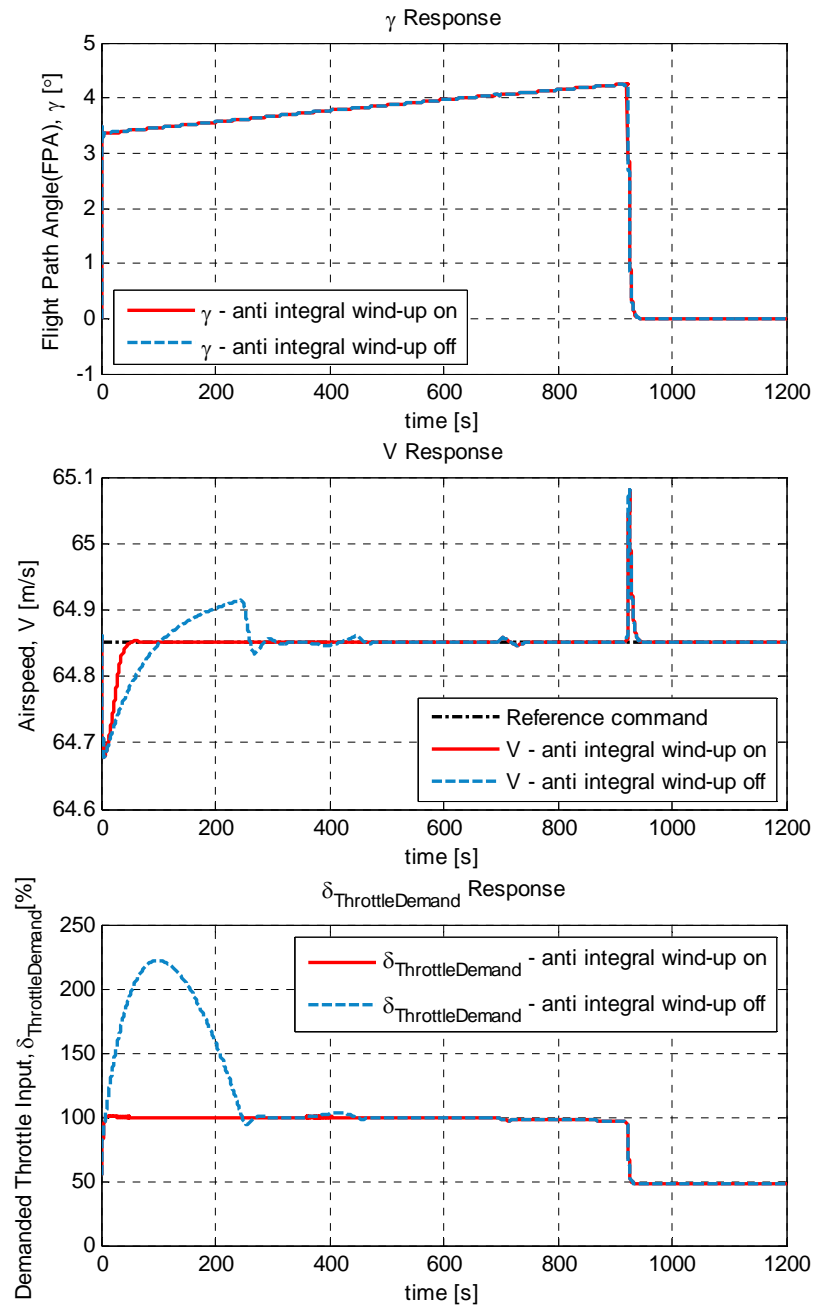 γ Response
5
4
3
2
1
0
-1
Flight Path Angle(FPA), γ [°]
γ - anti integral wind-up on
γ - anti integral wind-up off
0 200 400 600 800 1000 1200
time [s]
V Response
65.1
65
64.9
64.8
64.7
64.6
Airspeed, V [m/s]
Reference command
V - anti integral wind-up on
V - anti integral wind-up off
0 200 400 600 800 1000 1200
time [s]
δThrottleDemand Response
250
200
150
100
50
0
Demanded Throttle Input, δThrottleDemand[%]
δThrottleDemand - anti integral wind-up on
δThrottleDemand - anti integral wind-up off
0 200 400 600 800 1000 1200
time [s]